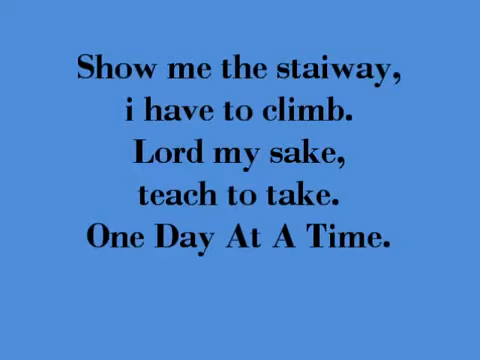 Show me the staiway,
i have to climb.
Lord my sake,
teach to take.
One Day At A Time.